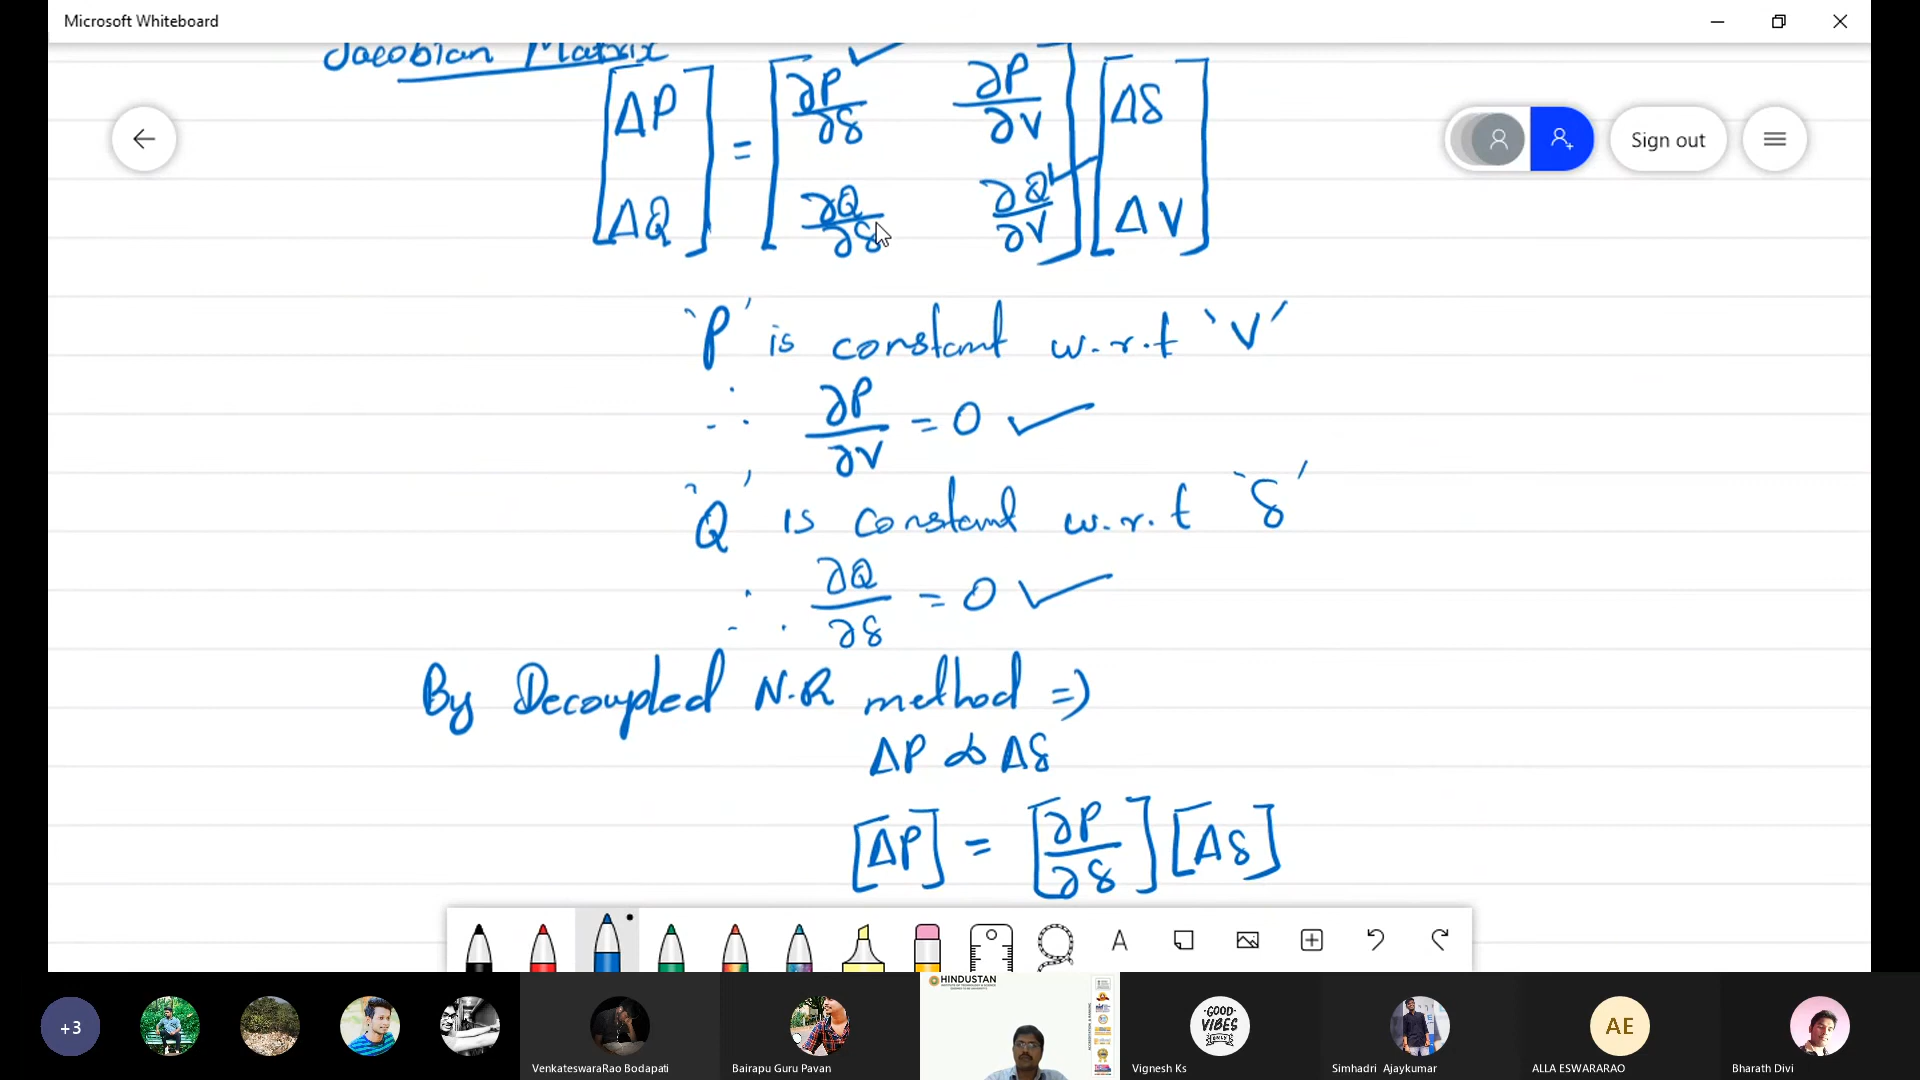 Microsoft Whiteboard
Jacobian Matrix
[ΔP ΔQ] = [∂P/∂δ ∂P/∂V ∂Q/∂δ ∂Q/∂V] [Δδ ΔV]
Sign out
'P' is constant w.r.t 'V'
∴ ∂P/∂V = 0 ✓
'Q' is constant w.r.t 'δ'
∴ ∂Q/∂δ = 0 ✓
By Decoupled N.R method =>
ΔP ∝ Δδ
[ΔP] = [∂P/∂δ] [Δδ]
+3
VenkateswaraRao Bodapati
Bairapu Guru Pavan
HINDUSTAN
GOOD VIBES ONLY
Vignesh Ks
Simhadri Ajaykumar
AE
ALLA ESWARARAO
Bharath Divi